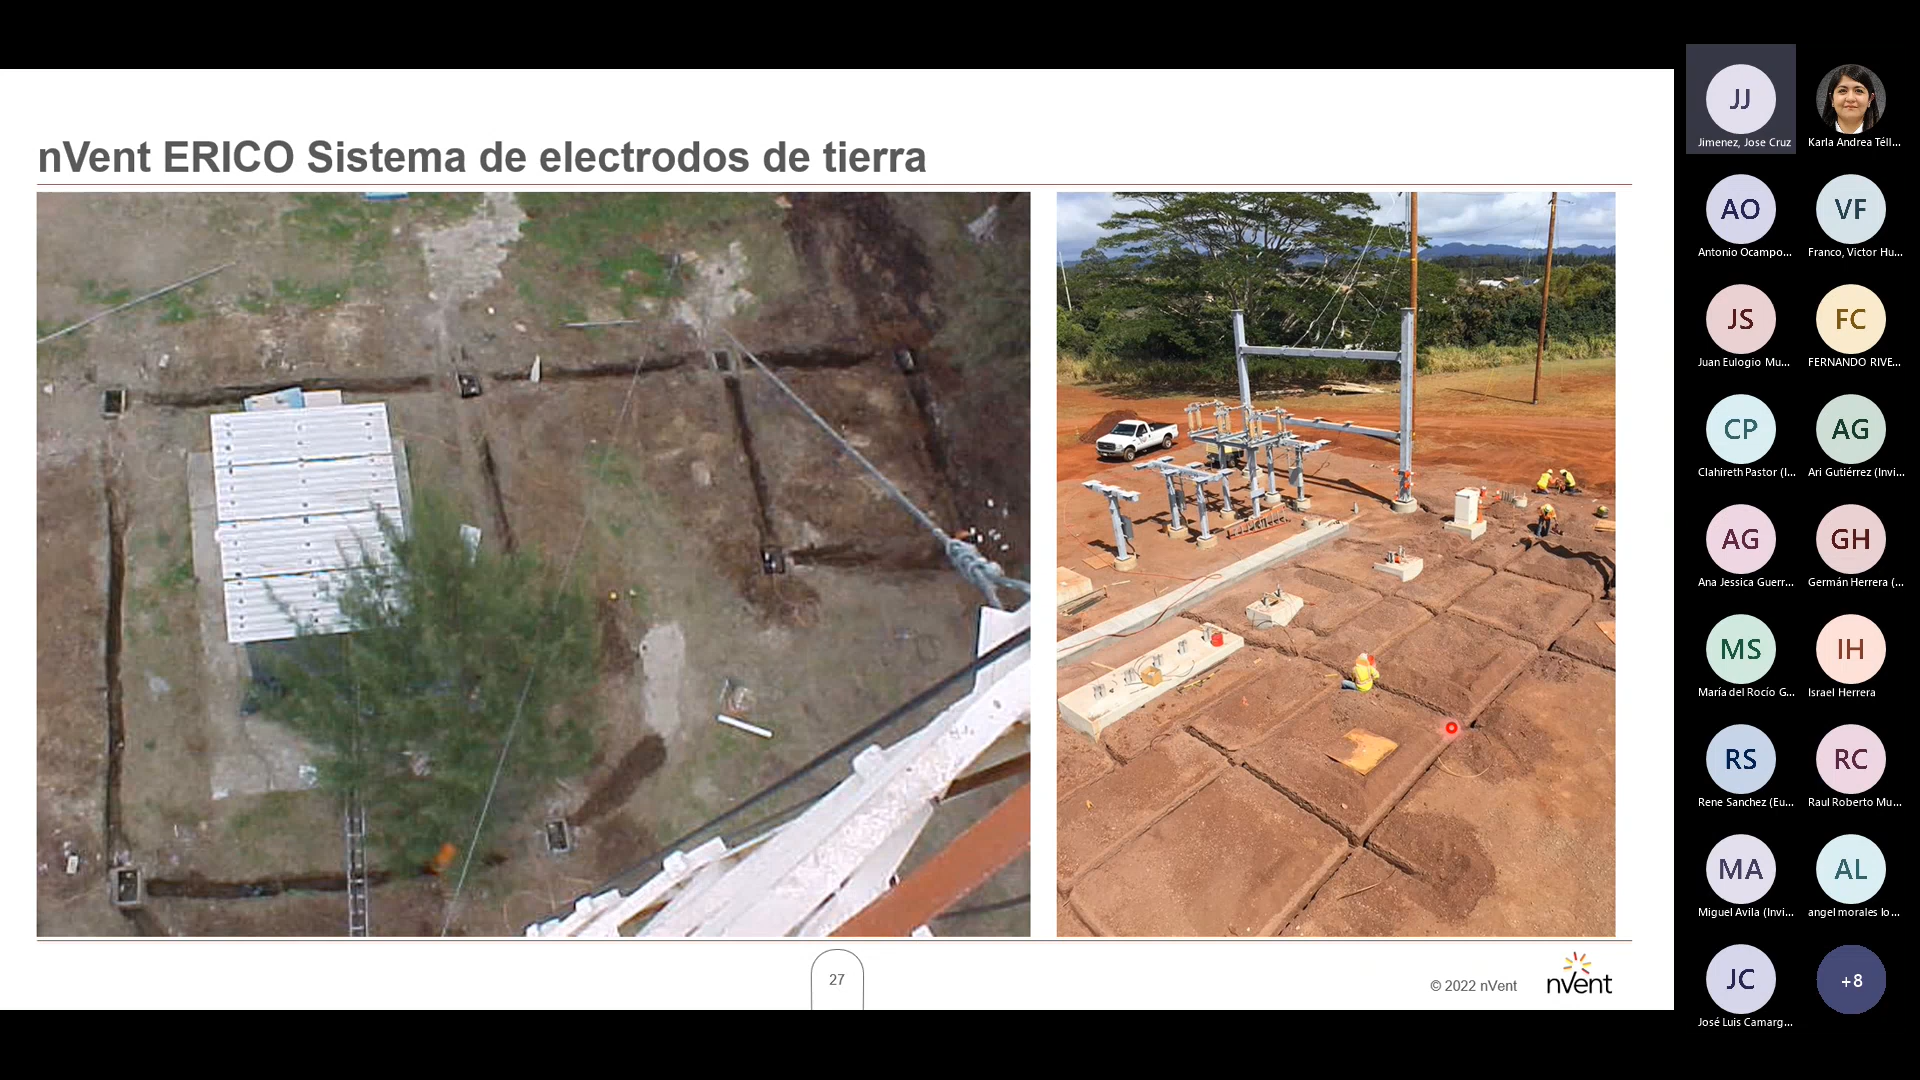 nVent ERICO Sistema de electrodos de tierra
27
© 2022 nVent
nVent
JJ
Jimenez, Jose Cruz
Karla Andrea Téll...
AO
Antonio Ocampo...
VF
Franco, Victor Hu...
JS
Juan Eulogio Mu...
FC
FERNANDO RIVE...
CP
Clahireth Pastor (I...
AG
Ari Gutiérrez (Invi...
AG
Ana Jessica Guerr...
GH
Germán Herrera (...
MS
María del Rocío G...
IH
Israel Herrera
RS
Rene Sanchez (Eu...
RC
Raul Roberto Mu...
MA
Miguel Avila (Invi...
AL
angel morales lo...
JC
José Luis Camarg...
+8